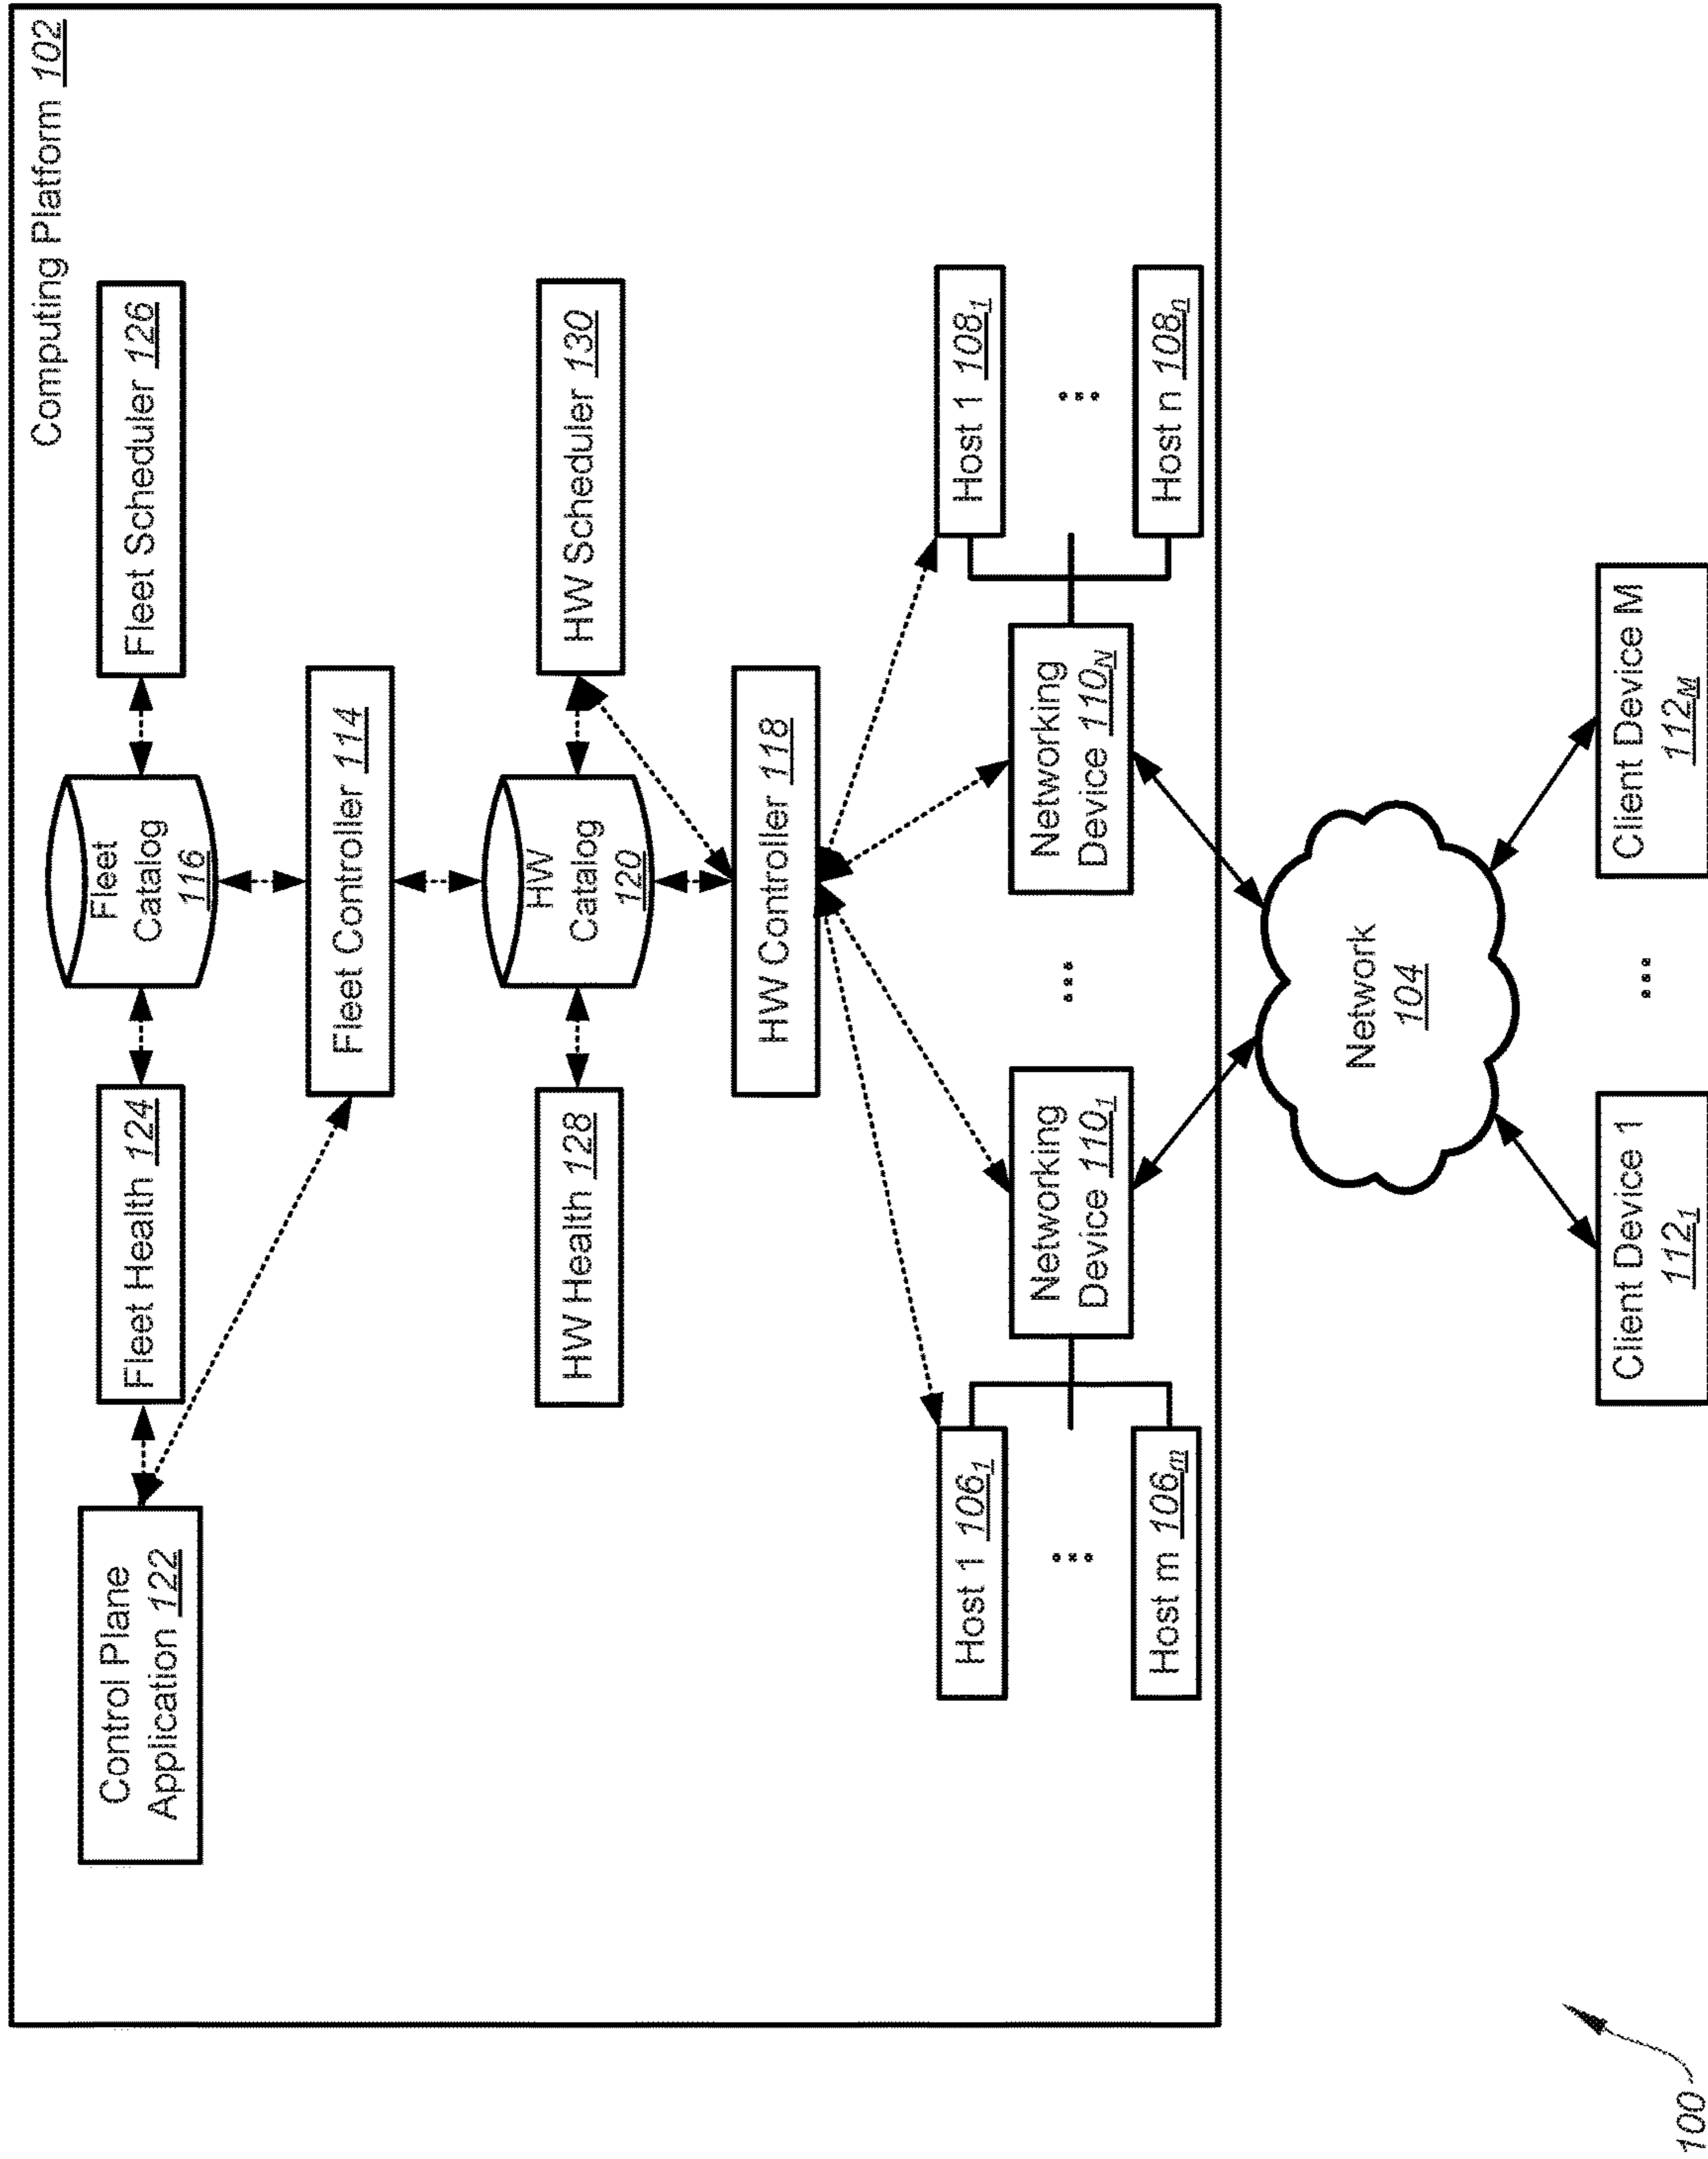 Computing Platform 102
Control Plane
Application 122
Fleet Health 124
Fleet
Catalog
116
Fleet Scheduler 126
Fleet Controller 114
HW Health 128
HW
Catalog
120
HW Scheduler 130
HW Controller 118
Host 1 106₁
...
Host m 106ₘ
Networking
Device 110₁
...
Networking
Device 110_N
Host 1 108₁
...
Host n 108ₙ
Network
104
Client Device 1
112₁
...
Client Device M
112_M
100